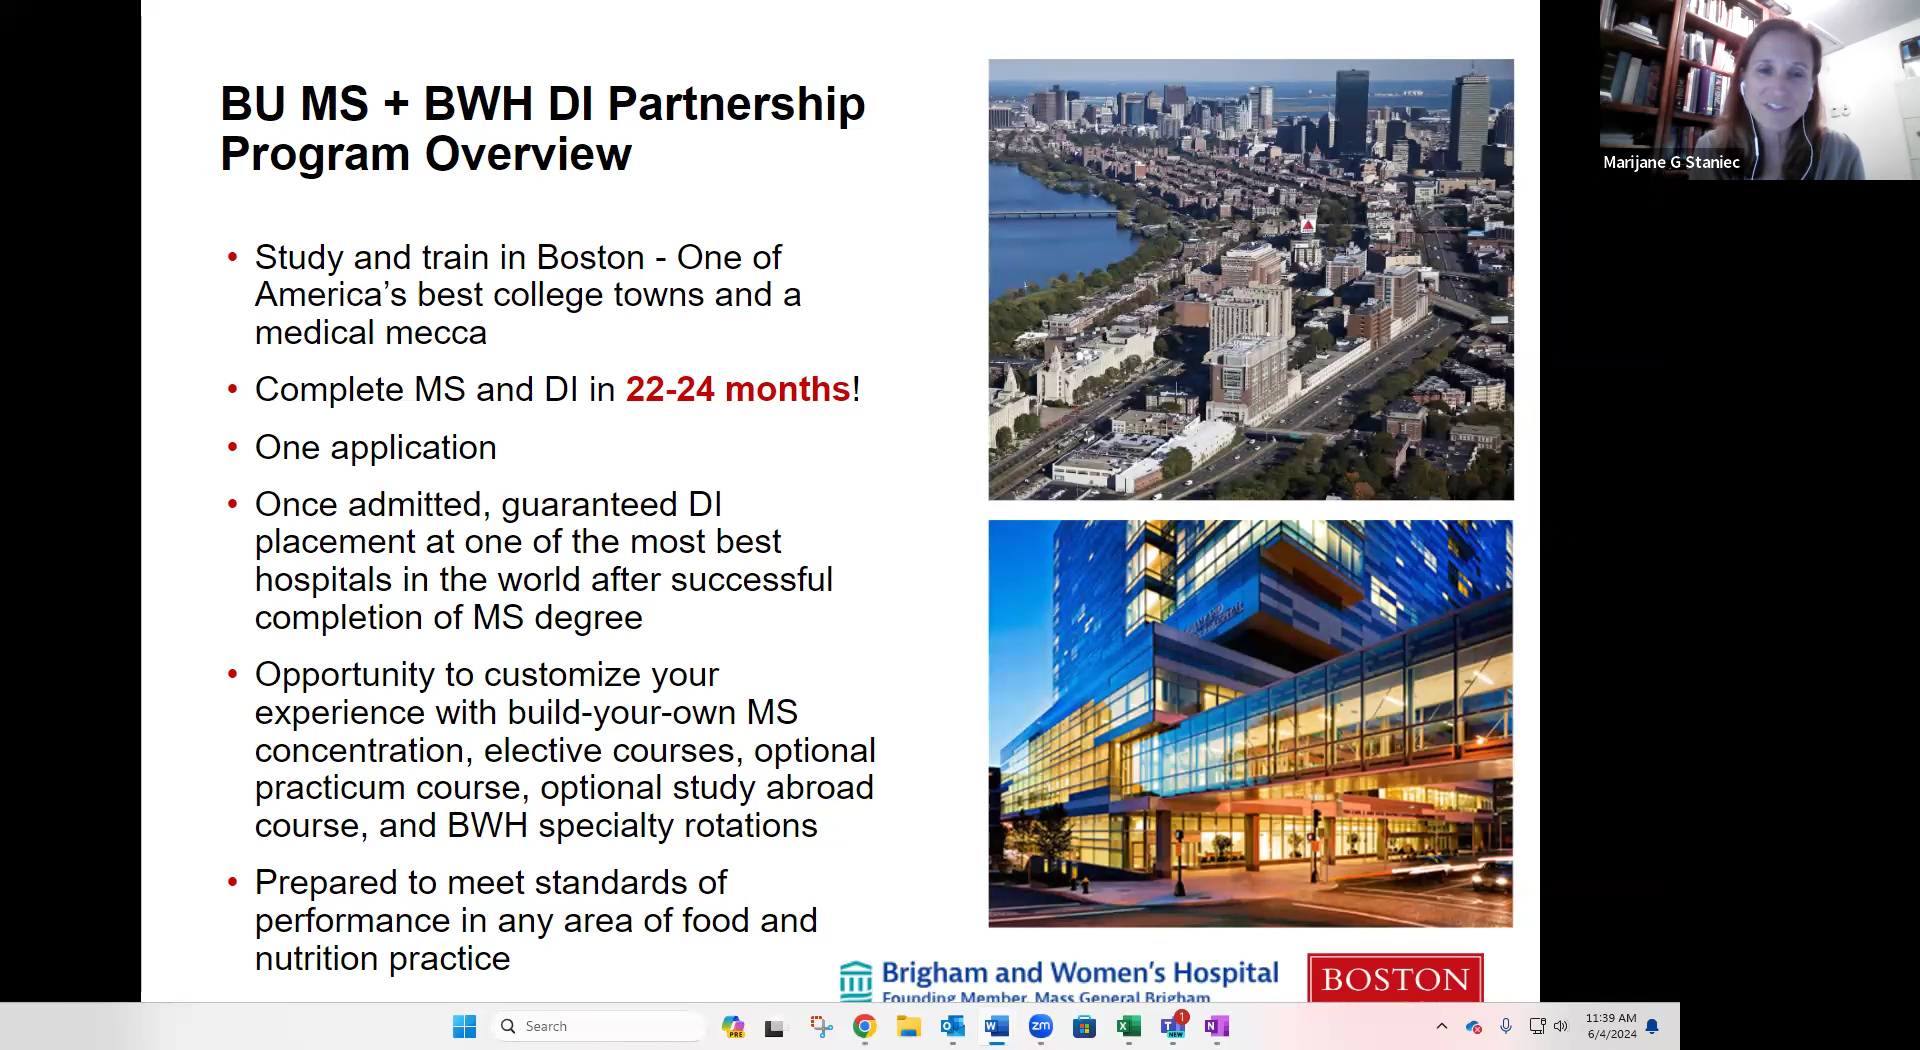 BU MS + BWH DI Partnership
Program Overview
• Study and train in Boston - One of
America’s best college towns and a
medical mecca
• Complete MS and DI in 22-24 months!
• One application
• Once admitted, guaranteed DI
placement at one of the most best
hospitals in the world after successful
completion of MS degree
• Opportunity to customize your
experience with build-your-own MS
concentration, elective courses, optional
practicum course, optional study abroad
course, and BWH specialty rotations
• Prepared to meet standards of
performance in any area of food and
nutrition practice
Brigham and Women’s Hospital
Founding Member, Mass General Brigham
BOSTON
Marijane G Staniec
Search
PRE
zm
1
NEW
11:39 AM
6/4/2024